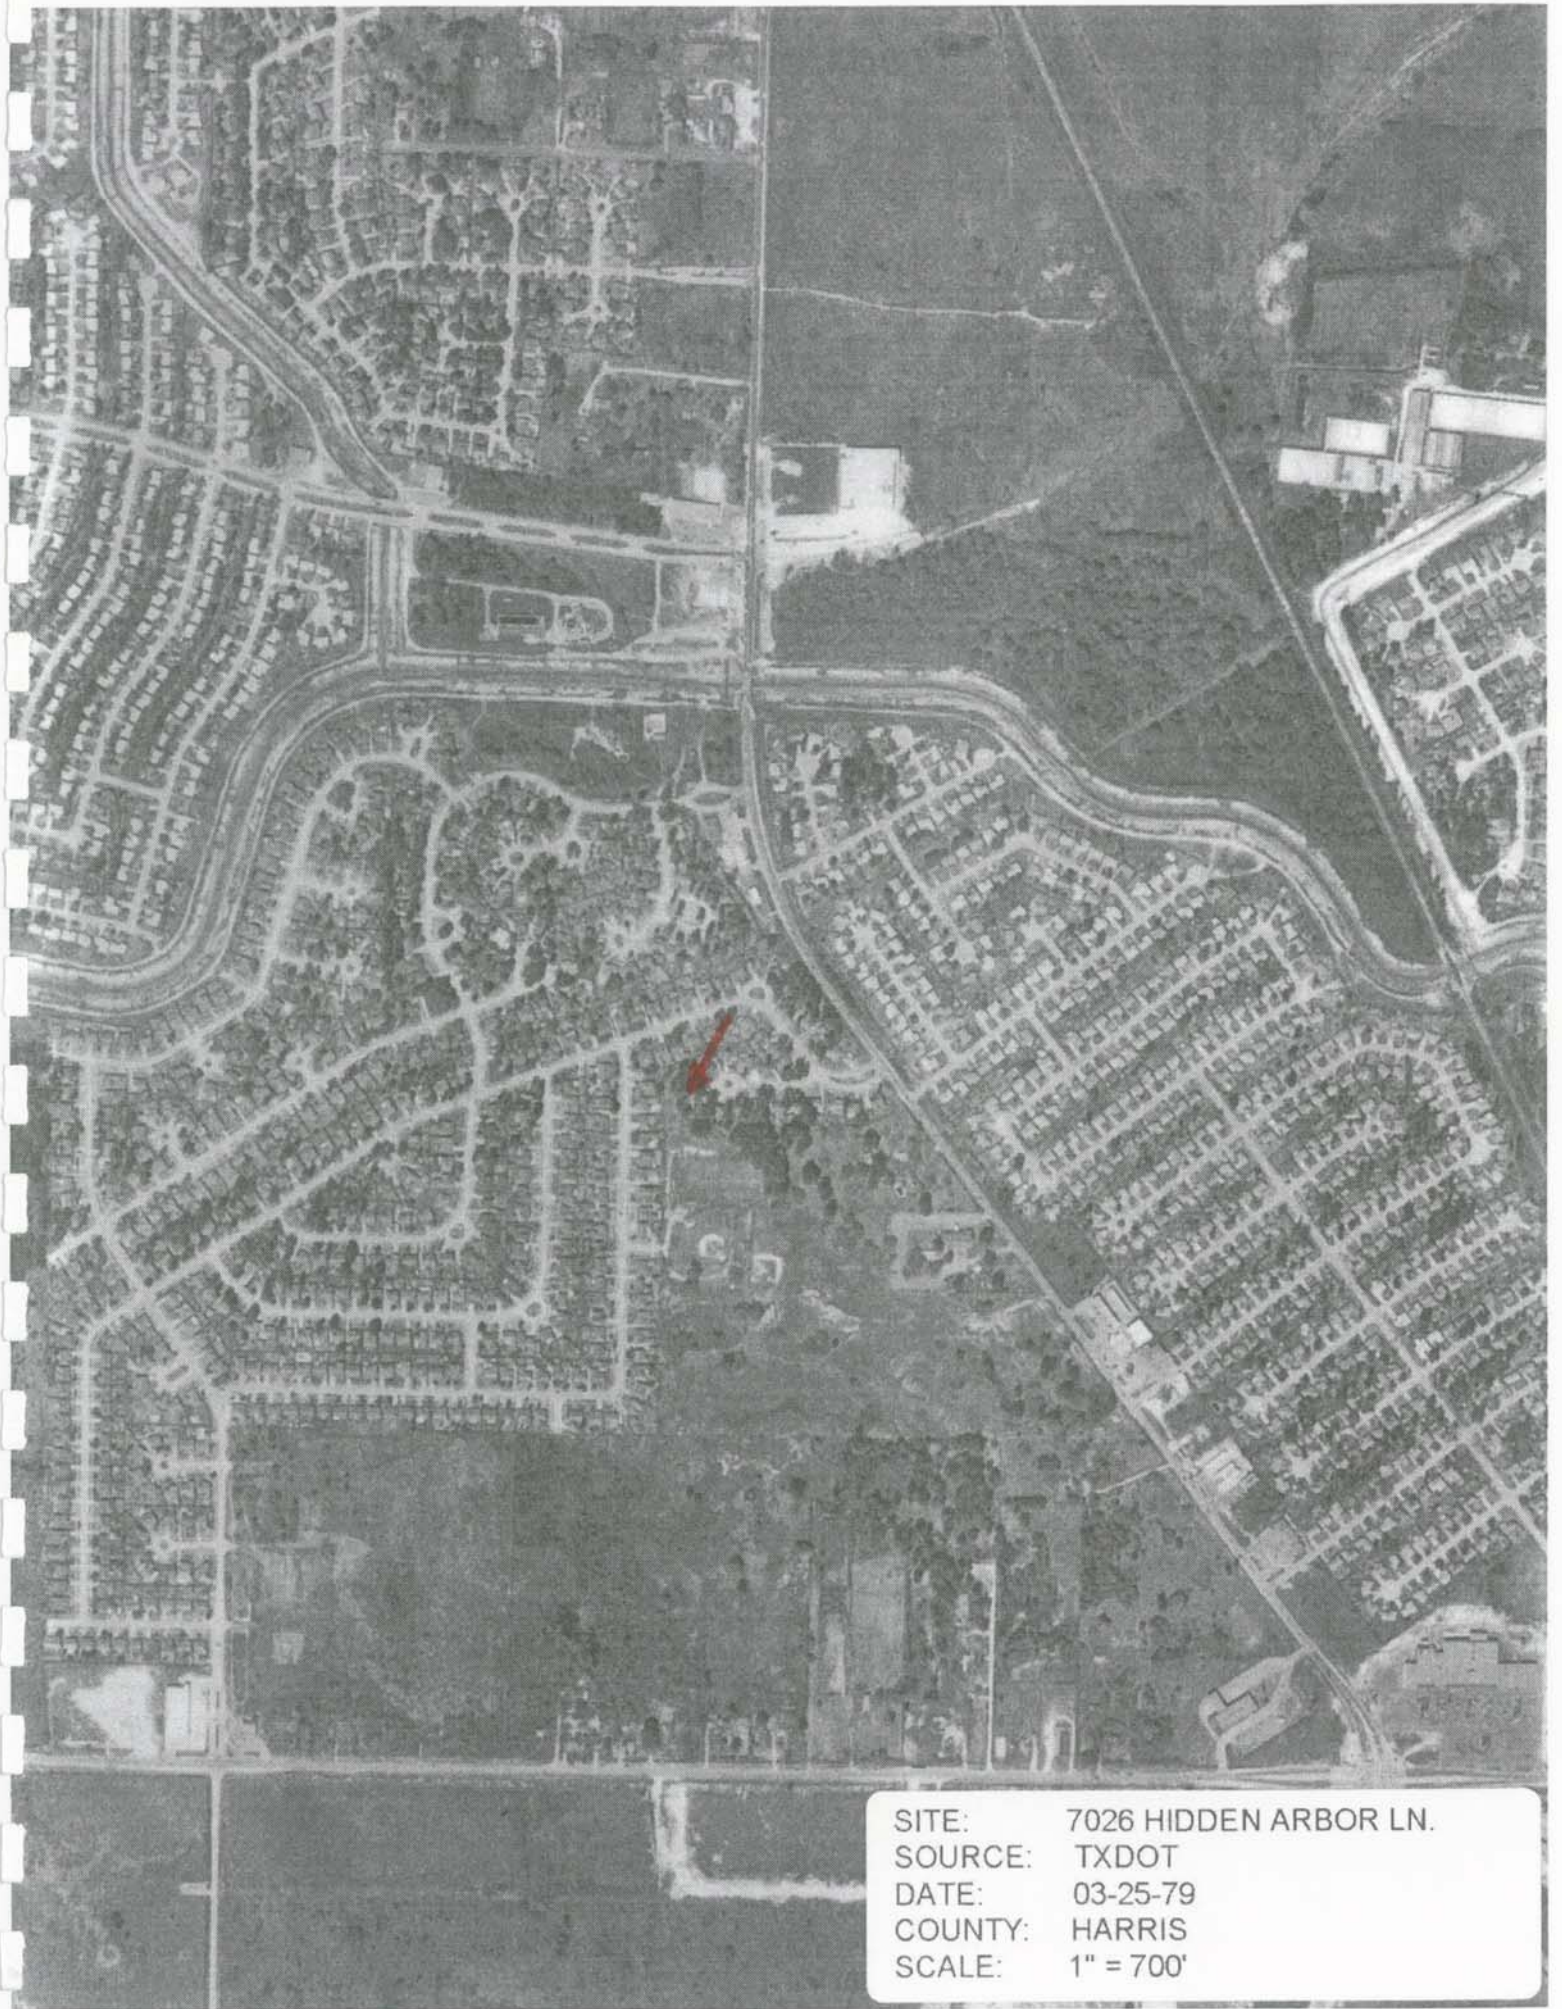 SITE: 7026 HIDDEN ARBOR LN.
SOURCE: TXDOT
DATE: 03-25-79
COUNTY: HARRIS
SCALE: 1" = 700'